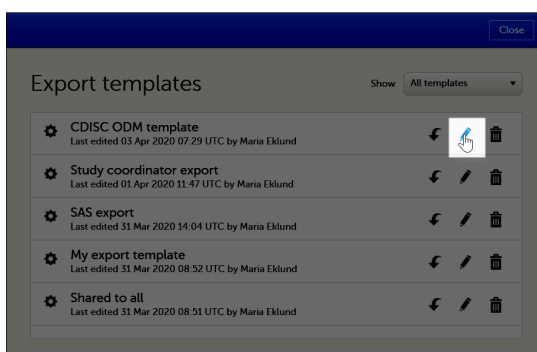 Close
Export templates
Show All templates
CDISC ODM template
Last edited 03 Apr 2020 07:29 UTC by Maria Eklund
Study coordinator export
Last edited 01 Apr 2020 11:47 UTC by Maria Eklund
SAS export
Last edited 31 Mar 2020 14:04 UTC by Maria Eklund
My export template
Last edited 31 Mar 2020 08:52 UTC by Maria Eklund
Shared to all
Last edited 31 Mar 2020 08:51 UTC by Maria Eklund